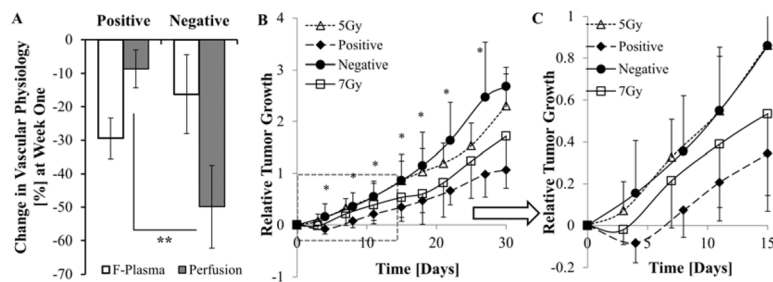 A
Positive Negative
0
-10
-20
-30
-40
-50
-60
-70
Change in Vascular Physiology
[%] at Week One
**
F-Plasma Perfusion
B
4
3
2
1
0
-1
Relative Tumor Growth
5Gy
Positive
Negative
7Gy
* * * * * * * *
0 10 20 30
Time [Days]
C
1
0.8
0.6
0.4
0.2
0
-0.2
Relative Tumor Growth
5Gy
Positive
Negative
7Gy
0 5 10 15
Time [Days]